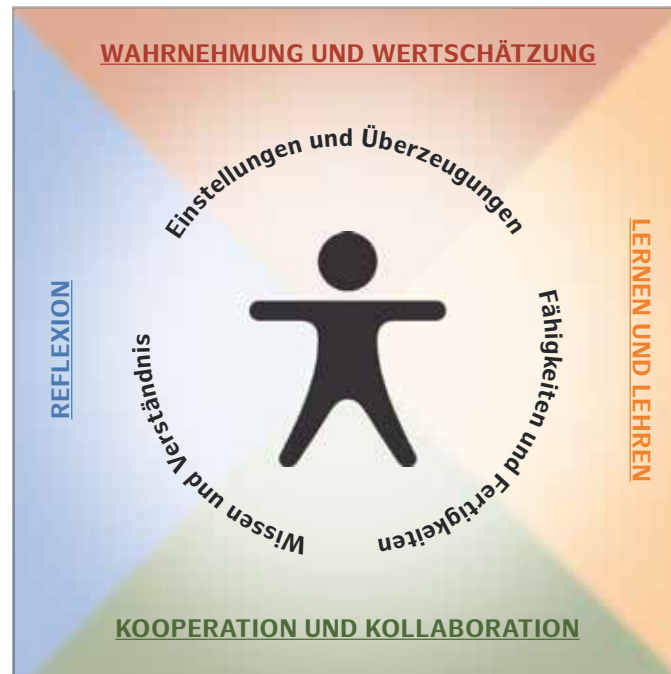 WAHRNEHMUNG UND WERTSCHÄTZUNG
Einstellungen und Überzeugungen
LERNEN UND LEHREN
Fähigkeiten und Fertigkeiten
REFLEXION
Wissen und Verständnis
KOOPERATION UND KOLLABORATION